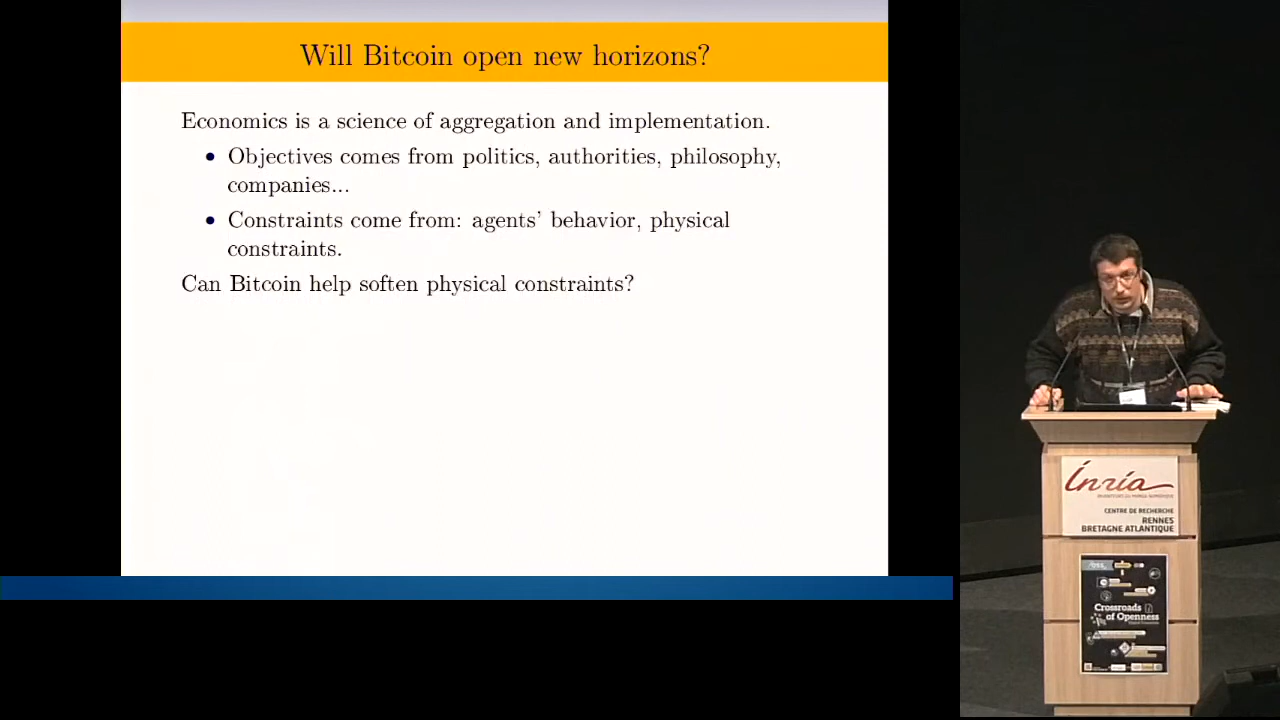 Will Bitcoin open new horizons?
Economics is a science of aggregation and implementation.
• Objectives comes from politics, authorities, philosophy,
companies...
• Constraints come from: agents' behavior, physical
constraints.
Can Bitcoin help soften physical constraints?
Inria
CENTRE DE RECHERCHE
RENNES
BRETAGNE ATLANTIQUE
Crossroads
of Openness